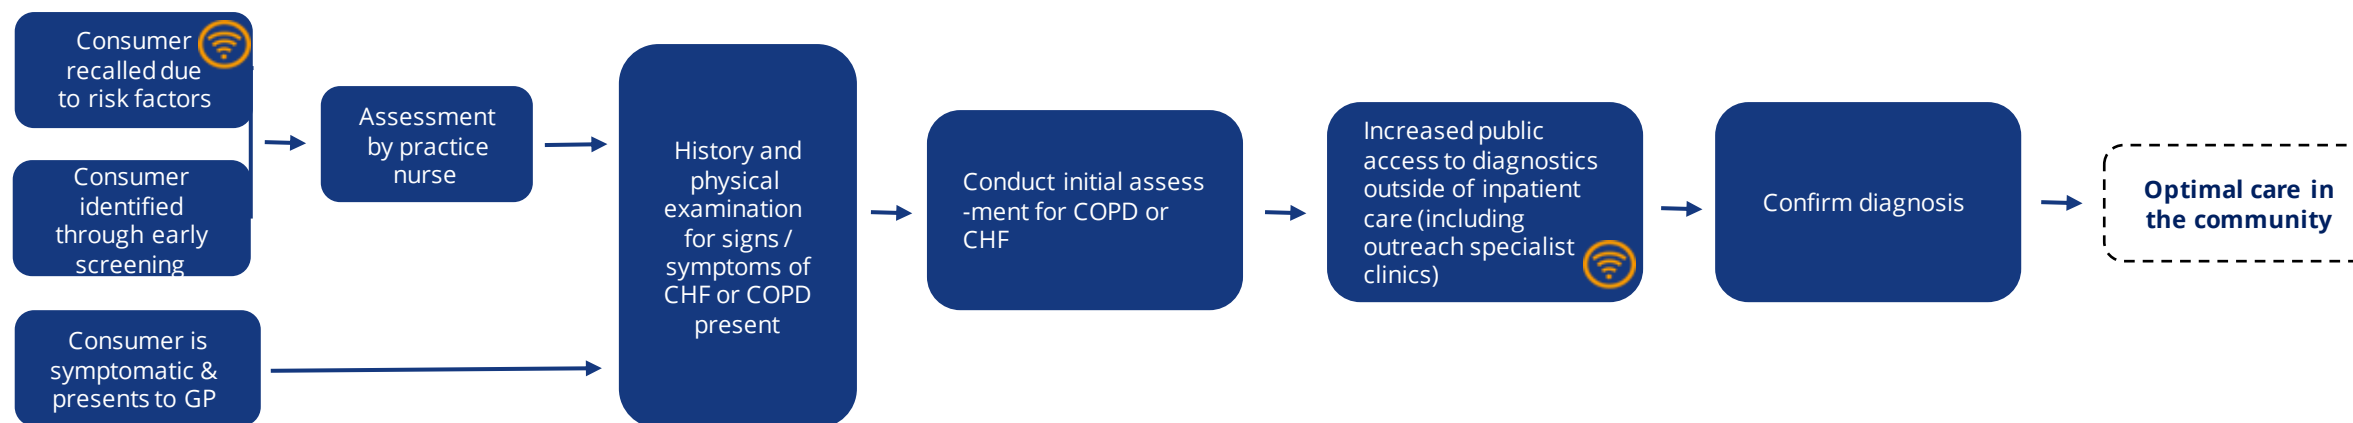 Consumer
recalled due
to risk factors
Consumer
identified
through early
screening
Consumer is
symptomatic &
presents to GP
Assessment
by practice
nurse
History and
physical
examination
for signs /
symptoms of
CHF or COPD
present
Conduct initial assess
-ment for COPD or
CHF
Increased public
access to diagnostics
outside of inpatient
care (including
outreach specialist
clinics)
Confirm diagnosis
Optimal care in
the community